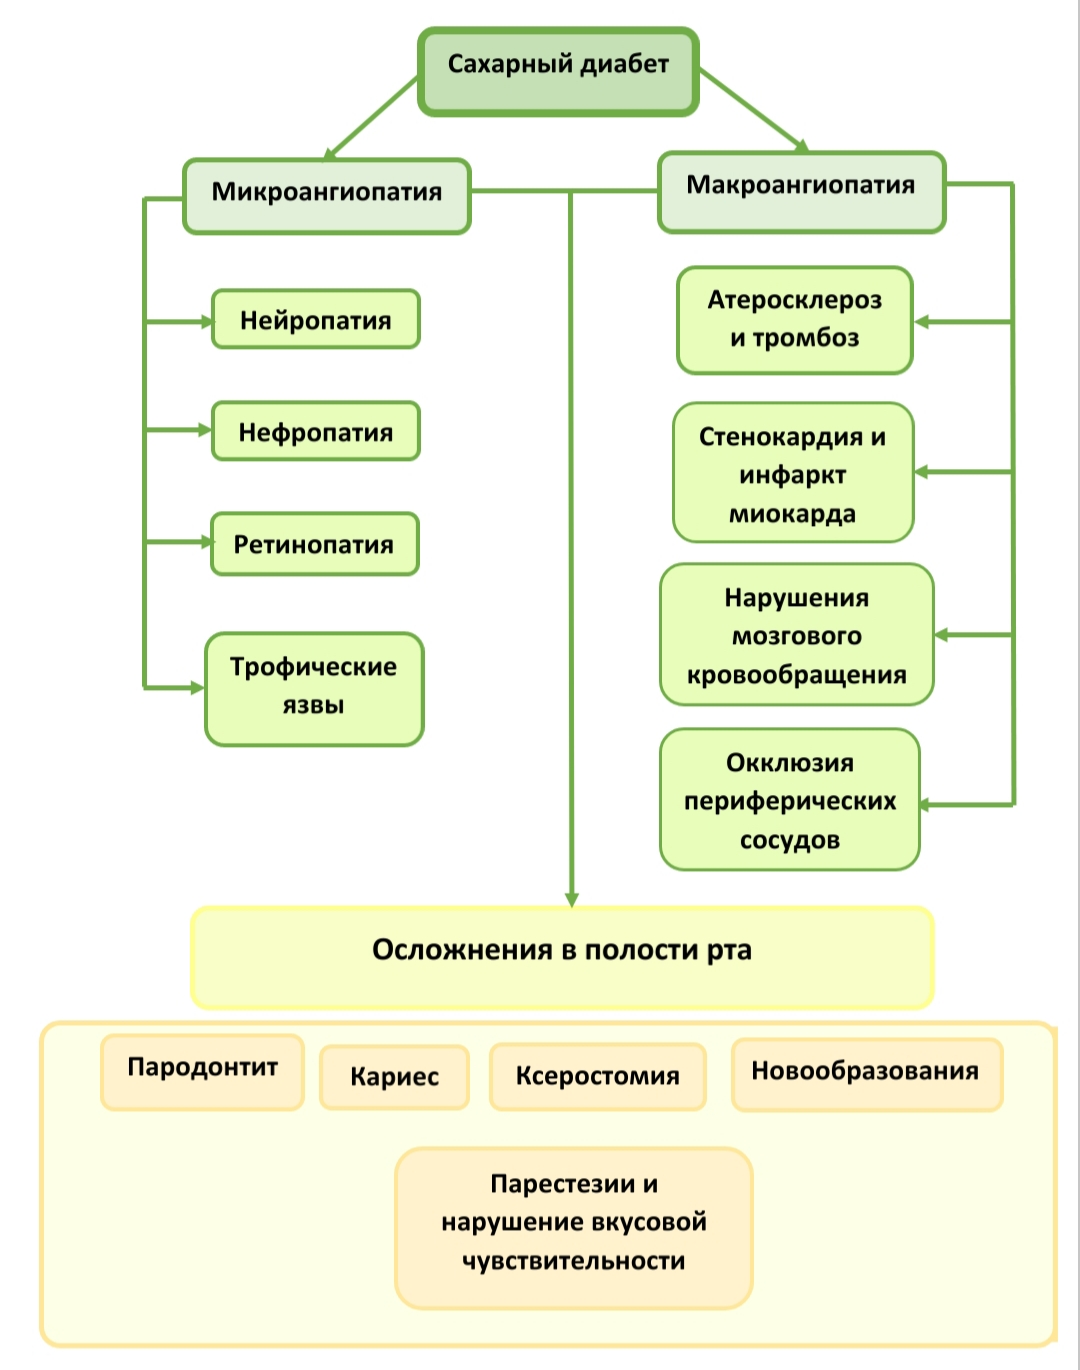 Сахарный диабет
Микроангиопатия
Макроангиопатия
Нейропатия
Нефропатия
Ретинопатия
Трофические
язвы
Атеросклероз
и тромбоз
Стенокардия и
инфаркт
миокарда
Нарушения
мозгового
кровообращения
Окклюзия
периферических
сосудов
Осложнения в полости рта
Пародонтит
Кариес
Ксеростомия
Новообразования
Парестезии и
нарушение вкусовой
чувствительности